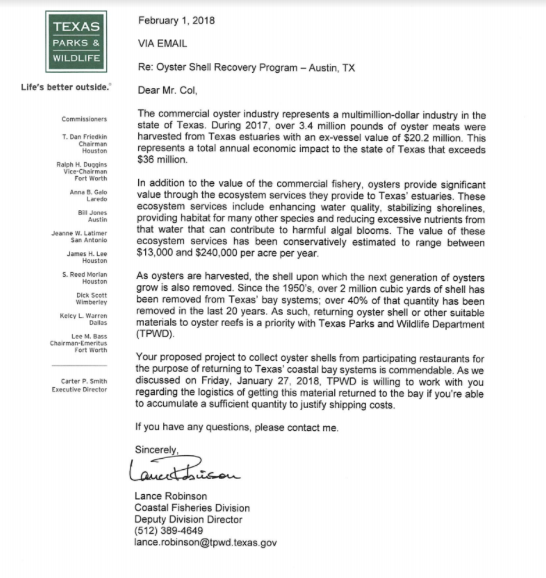 TEXAS
PARKS &
WILDLIFE
Life's better outside.®
Commissioners
T. Dan Friedkin
Chairman
Houston
Ralph H. Duggins
Vice-Chairman
Fort Worth
Anna B. Galo
Laredo
Bill Jones
Austin
Jeanne W. Latimer
San Antonio
James H. Lee
Houston
S. Reed Morian
Houston
Dick Scott
Wimberley
Kelcy L. Warren
Dallas
Lee M. Bass
Chairman-Emeritus
Fort Worth
Carter P. Smith
Executive Director
February 1, 2018
VIA EMAIL
Re: Oyster Shell Recovery Program – Austin, TX
Dear Mr. Col,
The commercial oyster industry represents a multimillion-dollar industry in the
state of Texas. During 2017, over 3.4 million pounds of oyster meats were
harvested from Texas estuaries with an ex-vessel value of $20.2 million. This
represents a total annual economic impact to the state of Texas that exceeds
$36 million.
In addition to the value of the commercial fishery, oysters provide significant
value through the ecosystem services they provide to Texas' estuaries. These
ecosystem services include enhancing water quality, stabilizing shorelines,
providing habitat for many other species and reducing excessive nutrients from
that water that can contribute to harmful algal blooms. The value of these
ecosystem services has been conservatively estimated to range between
$13,000 and $240,000 per acre per year.
As oysters are harvested, the shell upon which the next generation of oysters
grow is also removed. Since the 1950's, over 2 million cubic yards of shell has
been removed from Texas' bay systems; over 40% of that quantity has been
removed in the last 20 years. As such, returning oyster shell or other suitable
materials to oyster reefs is a priority with Texas Parks and Wildlife Department
(TPWD).
Your proposed project to collect oyster shells from participating restaurants for
the purpose of returning to Texas' coastal bay systems is commendable. As we
discussed on Friday, January 27, 2018, TPWD is willing to work with you
regarding the logistics of getting this material returned to the bay if you're able
to accumulate a sufficient quantity to justify shipping costs.
If you have any questions, please contact me.
Sincerely,
Lance Robinson
Lance Robinson
Coastal Fisheries Division
Deputy Division Director
(512) 389-4649
lance.robinson@tpwd.texas.gov